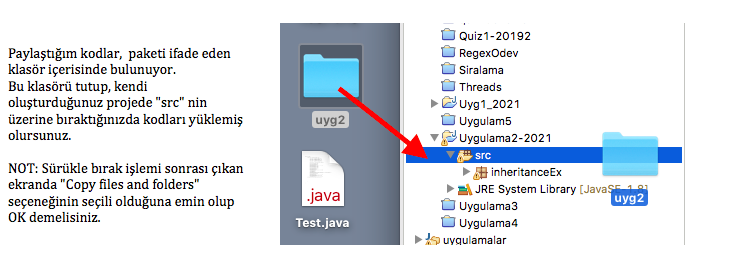 Paylaştığım kodlar, paketi ifade eden
klasör içerisinde bulunuyor.
Bu klasörü tutup, kendi
oluşturduğunuz projede "src" nin
üzerine bıraktığınızda kodları yüklemiş
olursunuz.
NOT: Sürükle bırak işlemi sonrası çıkan
ekranda "Copy files and folders"
seçeneğinin seçili olduğuna emin olup
OK demelisiniz.
uyg2
.java
Test.java
Quiz1-20192
RegexOdev
Siralama
Threads
Uyg1_2021
Uygulam5
Uygulama2-2021
src
inheritanceEx
JRE System Library [JavaSE-1.8]
uyg2
Uygulama3
Uygulama4
uygulamalar